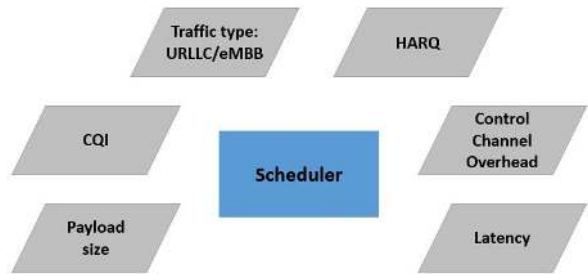 Traffic type:
URLLC/eMBB
HARQ
CQI
Control
Channel
Overhead
Scheduler
Payload
size
Latency